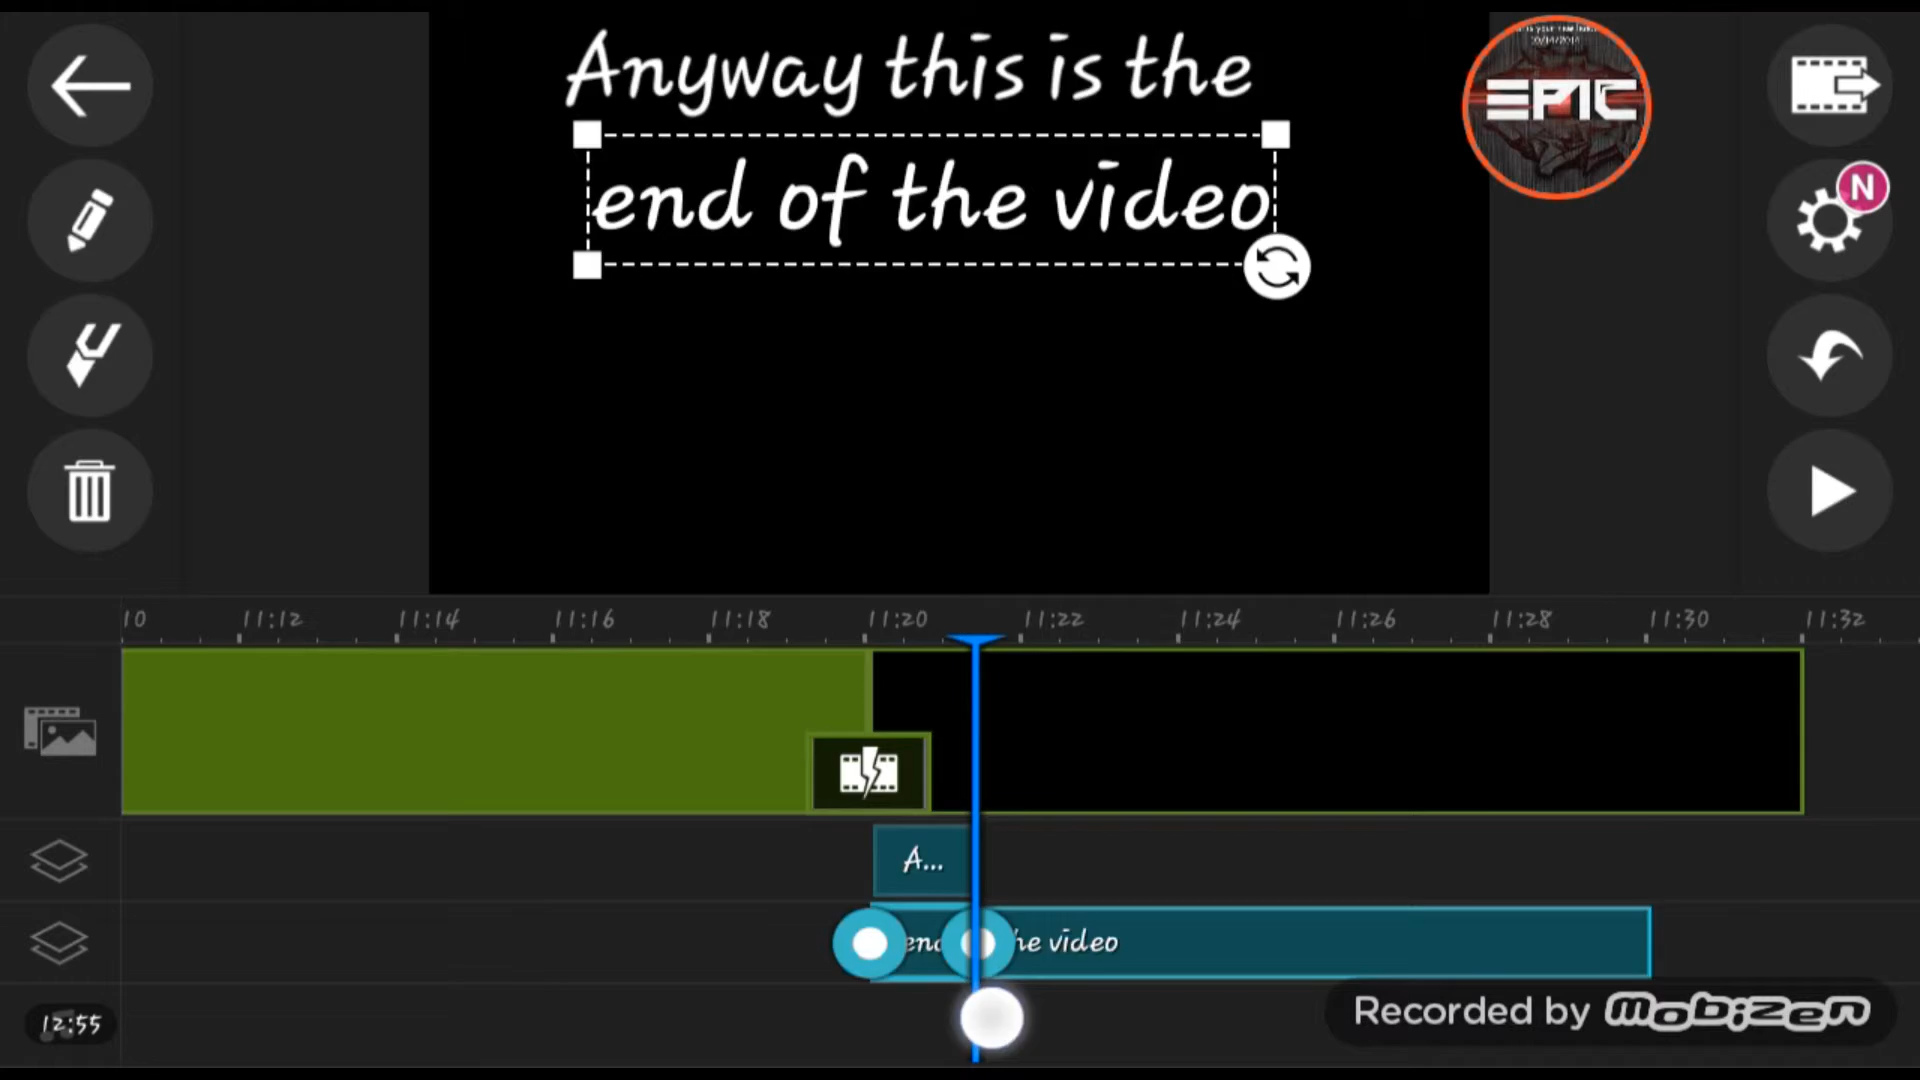 Anyway this is the
end of the video
EPIC
N
10 11:12 11:14 11:16 11:18 11:20 11:22 11:24 11:26 11:28 11:30 11:32
A...
he video
12:55
Recorded by mobizen